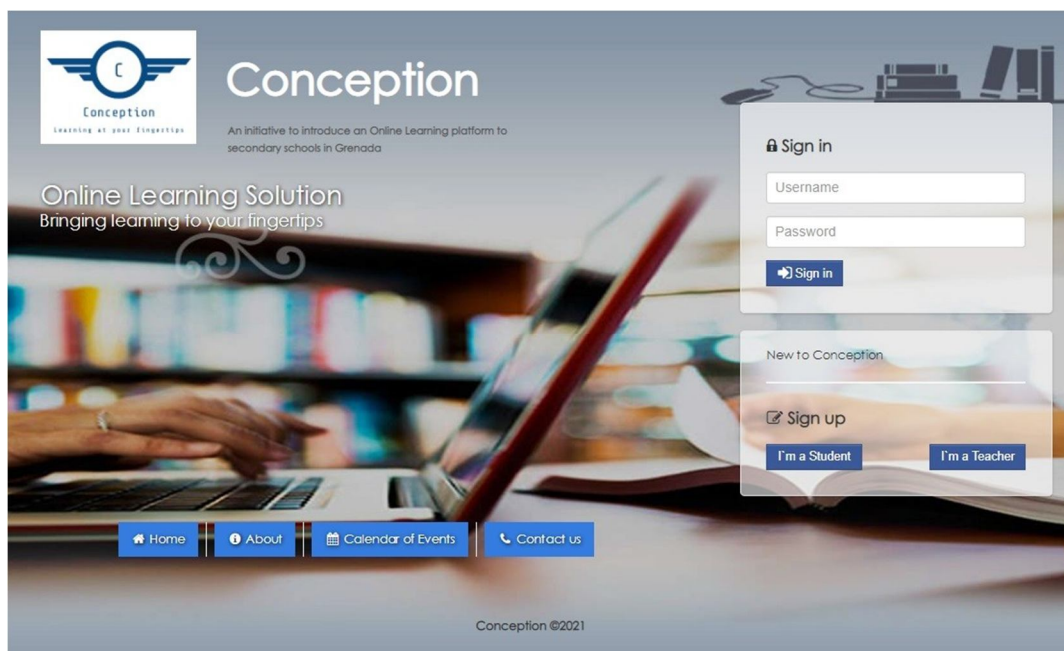 C
Conception
Learning at your fingertips
Conception
An initiative to introduce an Online Learning platform to
secondary schools in Grenada
Online Learning Solution
Bringing learning to your fingertips
Sign in
Username
Password
Sign in
New to Conception
Sign up
I`m a Student
I`m a Teacher
Home
About
Calendar of Events
Contact us
Conception ©2021